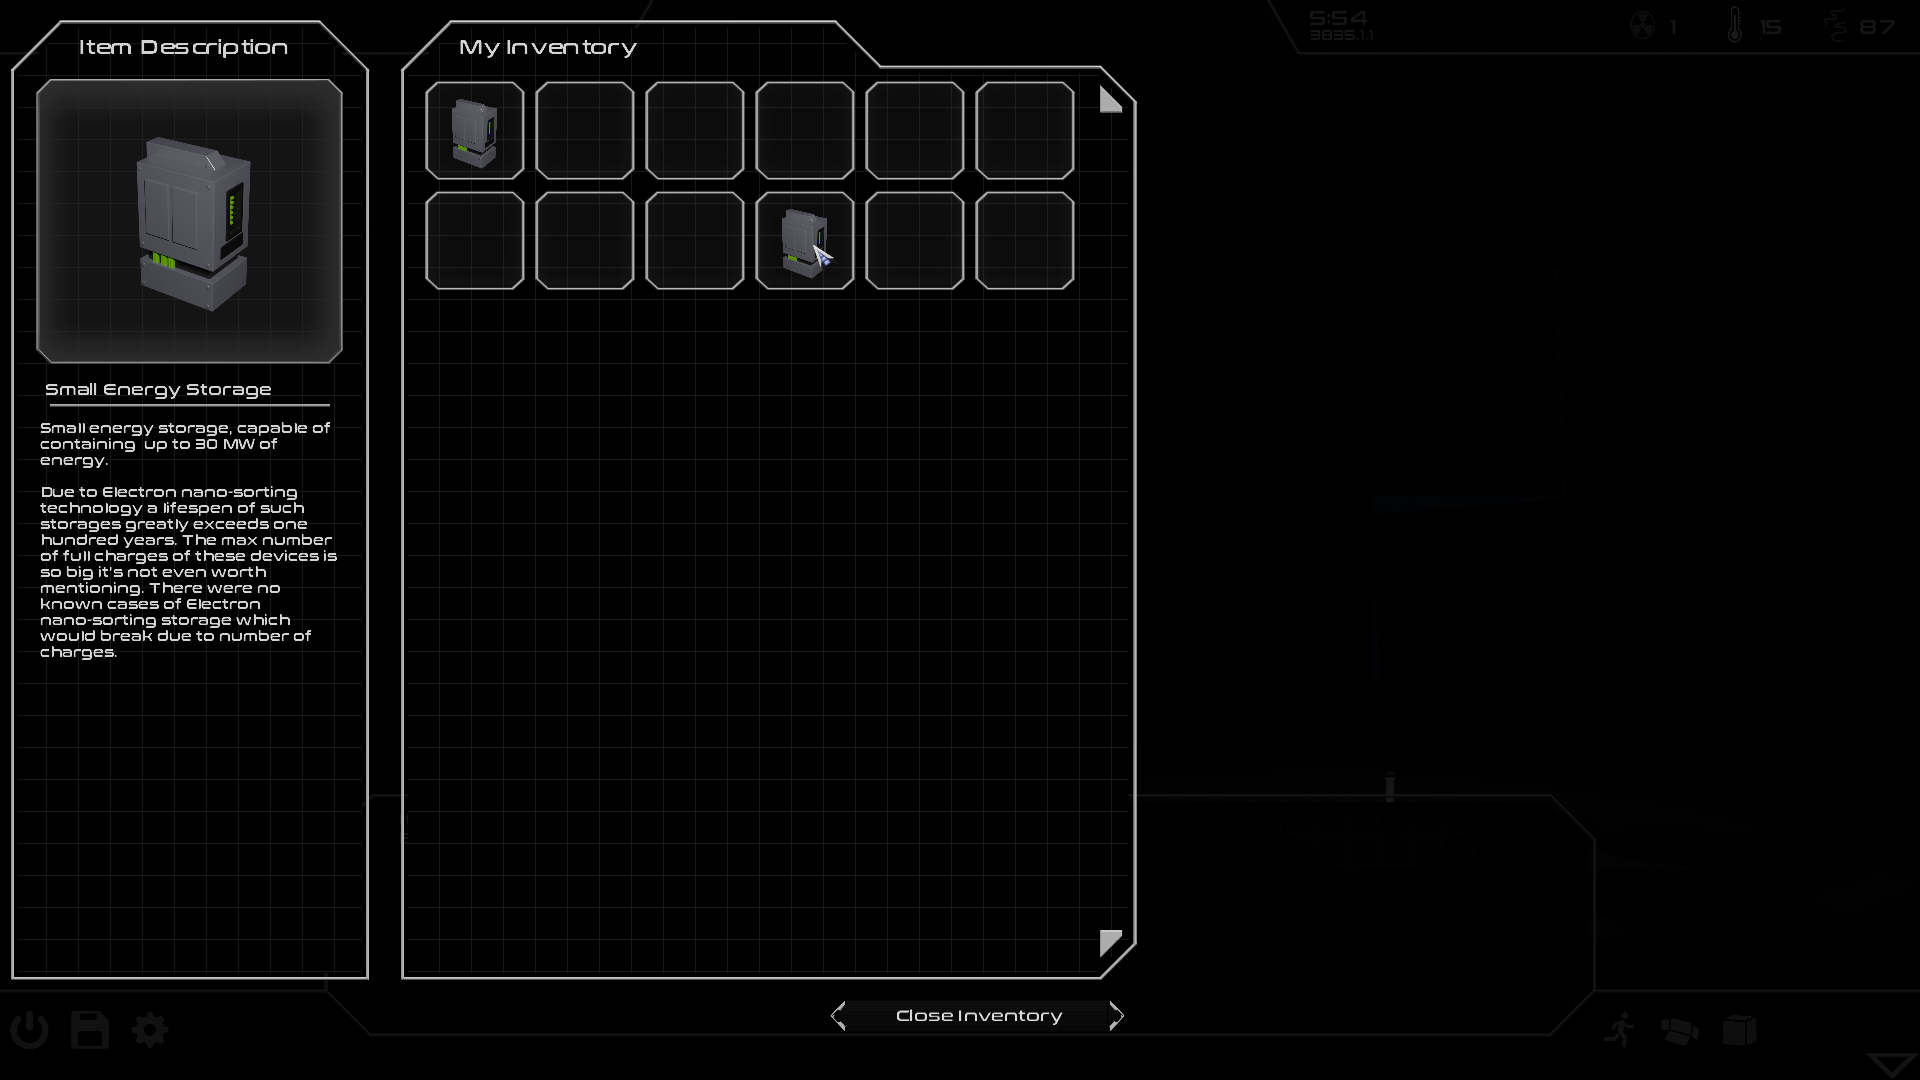 Item Description
My Inventory
5:54
3835.1.1
1
15
87
Small Energy Storage
Small energy storage, capable of
containing up to 30 MW of
energy.
Due to Electron nano-sorting
technology a lifespen of such
storages greatly exceeds one
hundred years. The max number
of full charges of these devices is
so big it's not even worth
mentioning. There were no
known cases of Electron
nano-sorting storage which
would break due to number of
charges.
Close Inventory